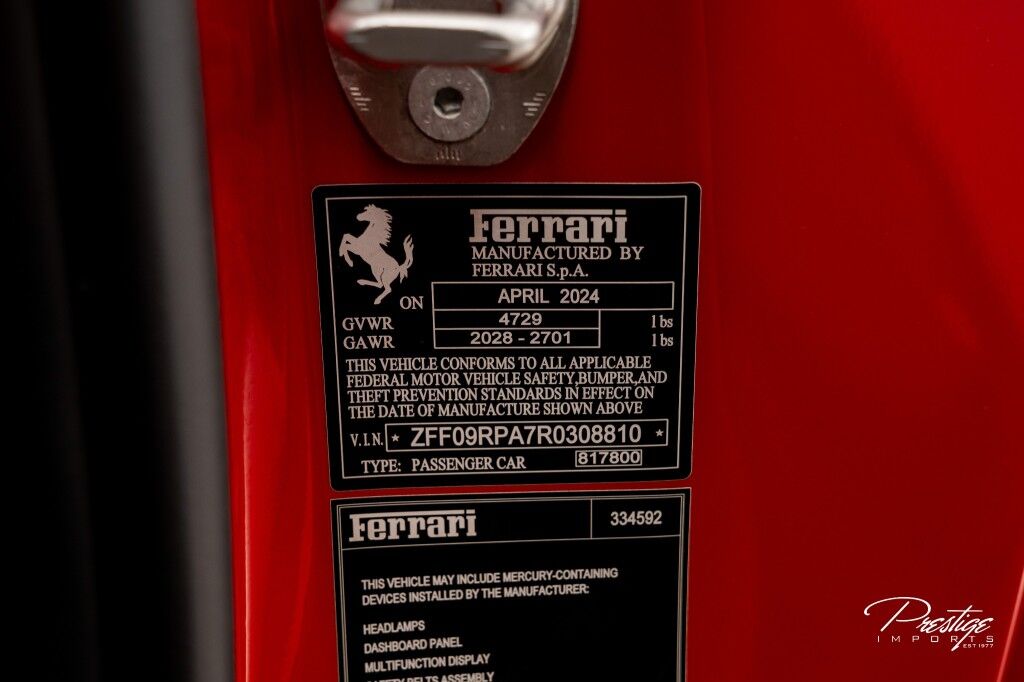 Ferrari
MANUFACTURED BY
FERRARI S.p.A.
ON APRIL 2024
GVWR 4729 lbs
GAWR 2028 - 2701 lbs
THIS VEHICLE CONFORMS TO ALL APPLICABLE
FEDERAL MOTOR VEHICLE SAFETY,BUMPER,AND
THEFT PREVENTION STANDARDS IN EFFECT ON
THE DATE OF MANUFACTURE SHOWN ABOVE
V.I.N. * ZFF09RPA7R0308810 *
TYPE: PASSENGER CAR 817800
Ferrari 334592
THIS VEHICLE MAY INCLUDE MERCURY-CONTAINING
DEVICES INSTALLED BY THE MANUFACTURER:
HEADLAMPS
DASHBOARD PANEL
MULTIFUNCTION DISPLAY
SAFETY BELTS ASSEMBLY
Prestige
IMPORTS
EST 1977